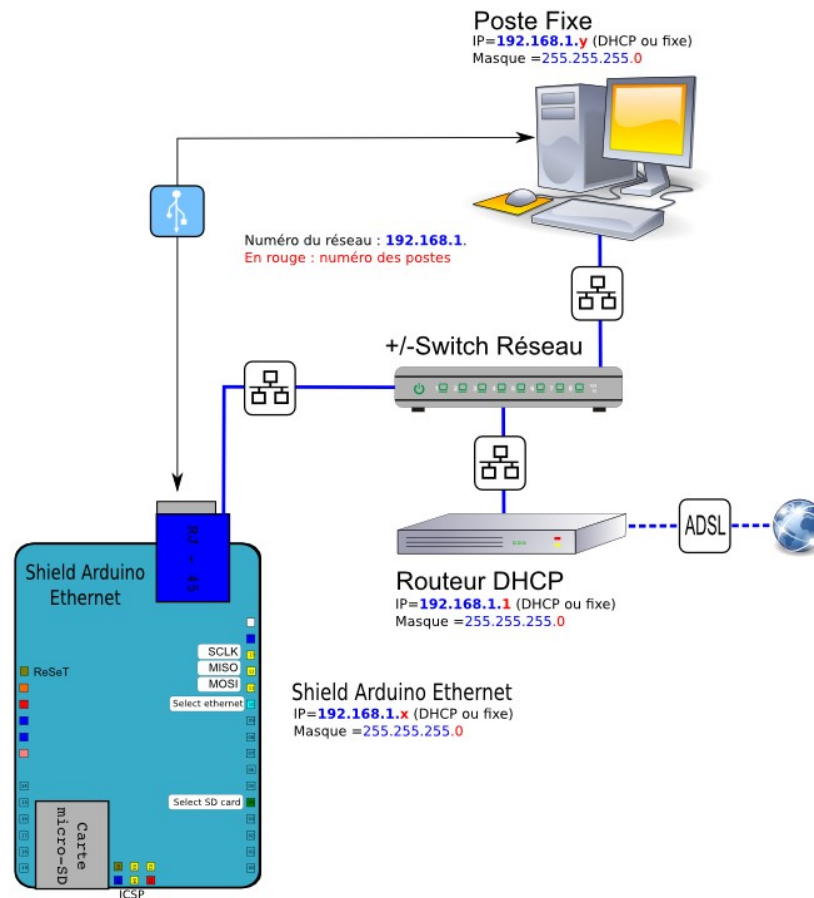 Poste Fixe
IP=192.168.1.y (DHCP ou fixe)
Masque =255.255.255.0
Numéro du réseau : 192.168.1.
En rouge : numéro des postes
+/-Switch Réseau
ADSL
Routeur DHCP
IP=192.168.1.1 (DHCP ou fixe)
Masque =255.255.255.0
RJ - 45
Shield Arduino
Ethernet
SCLK
MISO
MOSI
ReSeT
Select ethernet
Shield Arduino Ethernet
IP=192.168.1.x (DHCP ou fixe)
Masque =255.255.255.0
Select SD card
Carte
micro-SD
ICSP